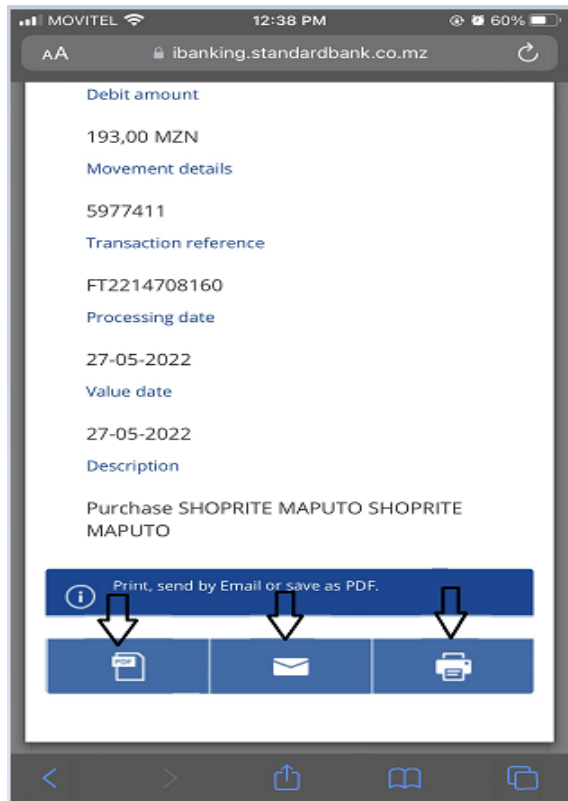 MOVITEL 12:38 PM 60%
AA ibanking.standardbank.co.mz
Debit amount
193,00 MZN
Movement details
5977411
Transaction reference
FT2214708160
Processing date
27-05-2022
Value date
27-05-2022
Description
Purchase SHOPRITE MAPUTO SHOPRITE
MAPUTO
Print, send by Email or save as PDF.
PDF